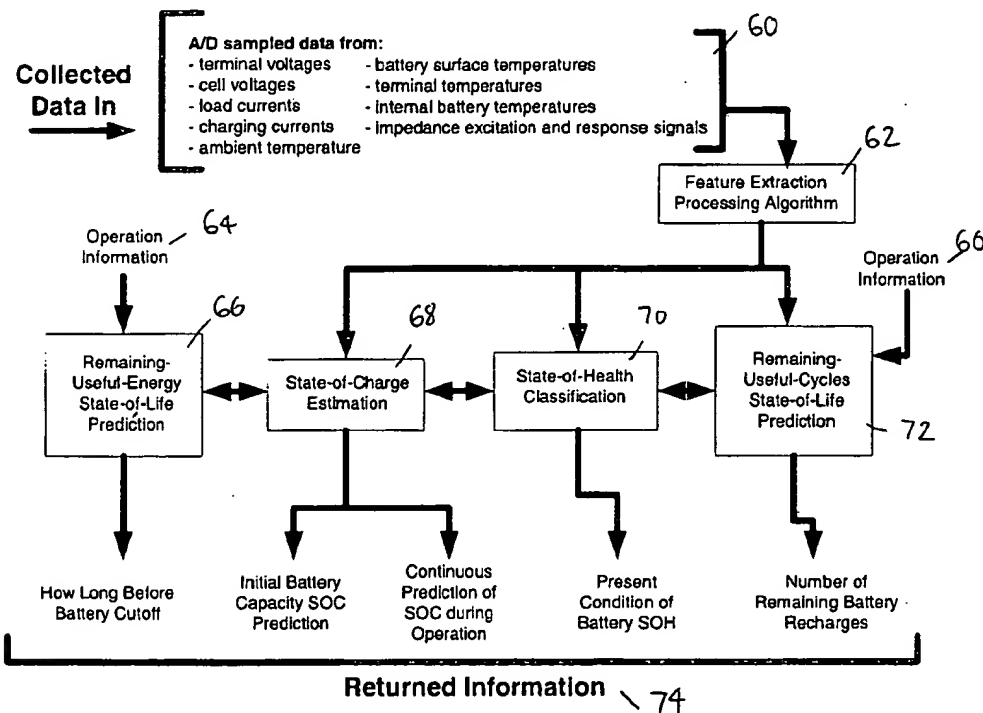 60
A/D sampled data from:
- terminal voltages - battery surface temperatures
Collected
- cell voltages - terminal temperatures
Data In
- load currents - internal battery temperatures
- charging currents - impedance excitation and response signals
- ambient temperature
62
Feature Extraction
Processing Algorithm
64
Operation
Information
66
Operation
Information
66
68
70
Remaining-
Useful-Energy
State-of-Life
Prediction
State-of-Charge
Estimation
State-of-Health
Classification
Remaining-
Useful-Cycles
State-of-Life
Prediction
72
How Long Before
Battery Cutoff
Initial Battery
Capacity SOC
Prediction
Continuous
Prediction of
SOC during
Operation
Present
Condition of
Battery SOH
Number of
Remaining Battery
Recharges
Returned Information
74